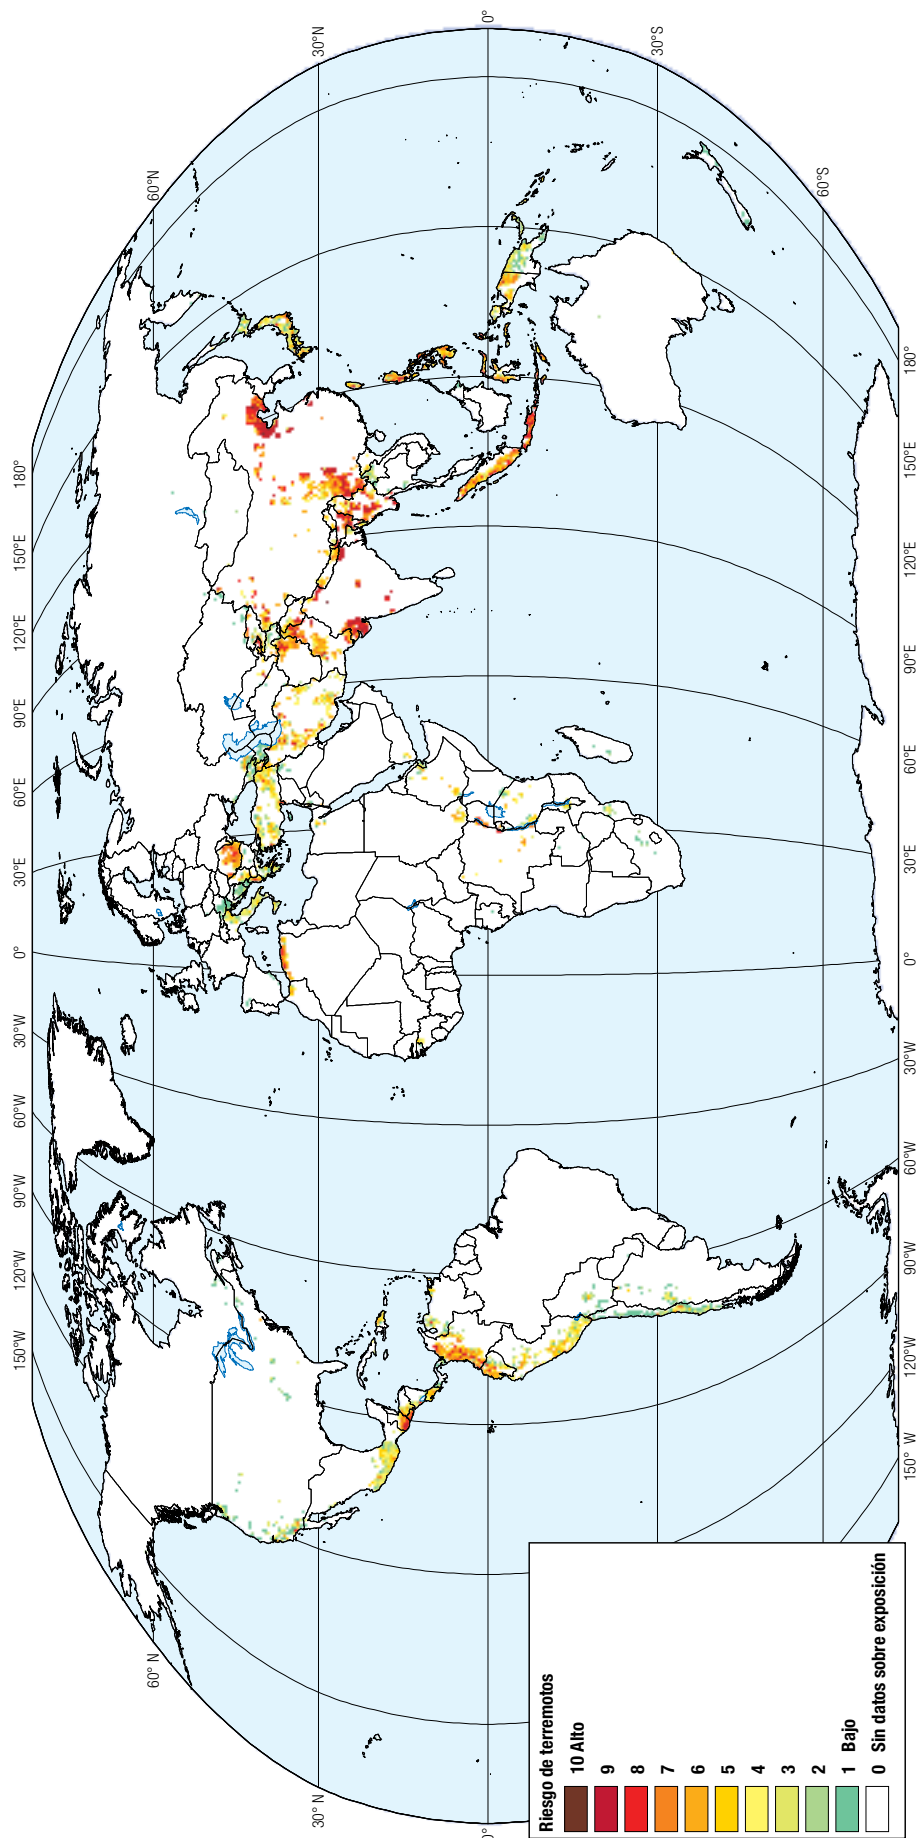 150°W 120°W 90°W 60°W 30°W 0° 30°E 60°E 90°E 120°E 150°E 180°
60° N
60°N
30° N
30°N
0°
30°S
60°S
150° W 120°W 90°W 60°W 30°W 0° 30°E 60°E 90°E 120°E 150°E 180°
Riesgo de terremotos
10 Alto
9
8
7
6
5
4
3
2
1 Bajo
0 Sin datos sobre exposición